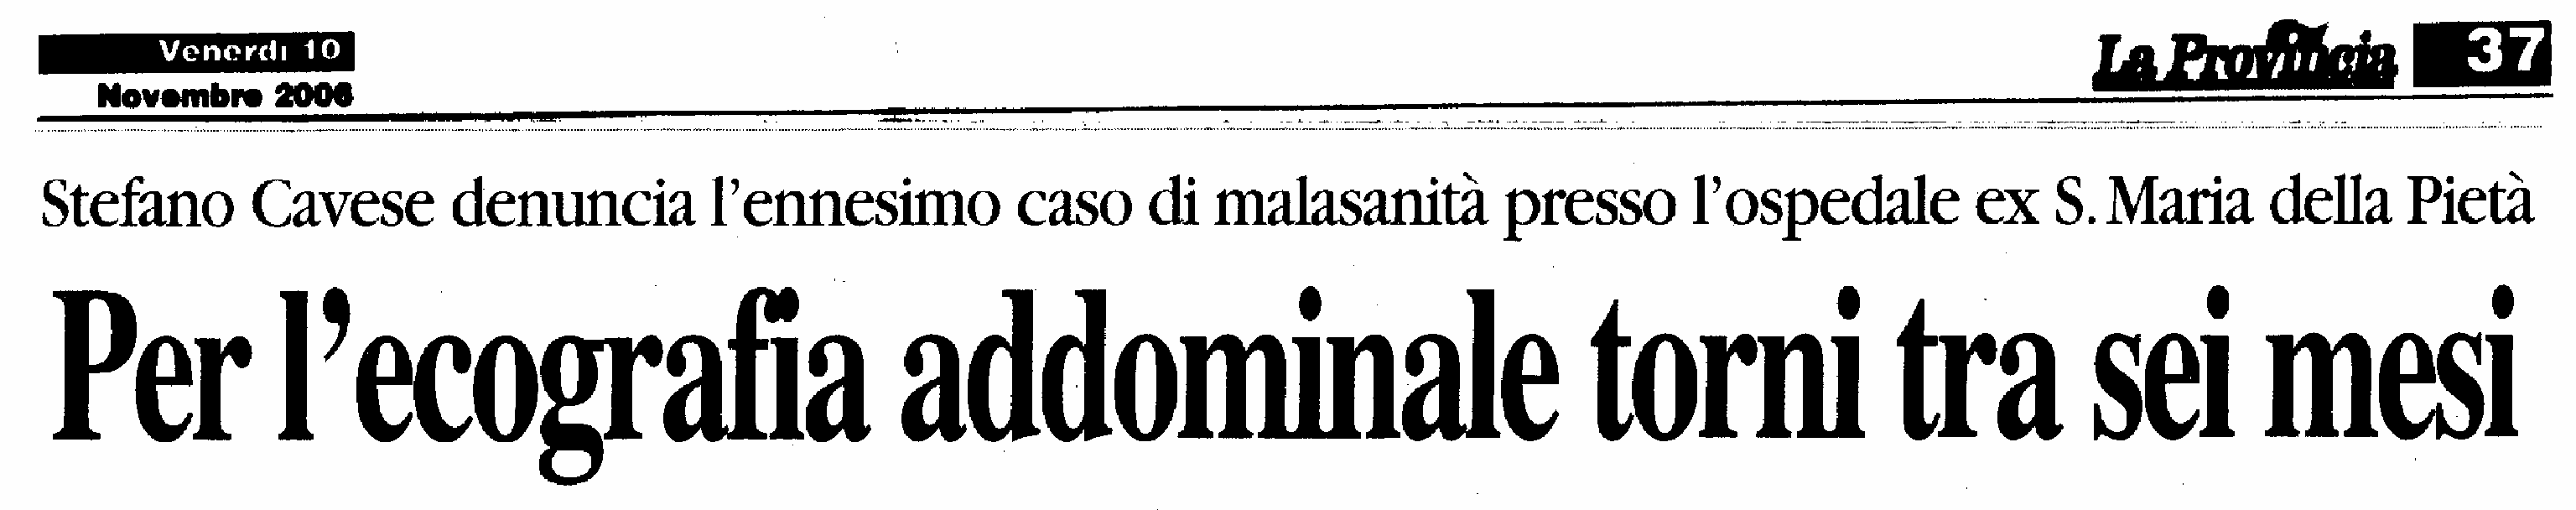 Venerdì 10
Novembre 2006
La Provincia 37
Stefano Cavese denuncia l'ennesimo caso di malasanità presso l'ospedale ex S. Maria della Pietà
Per l'ecografia addominale torni tra sei mesi